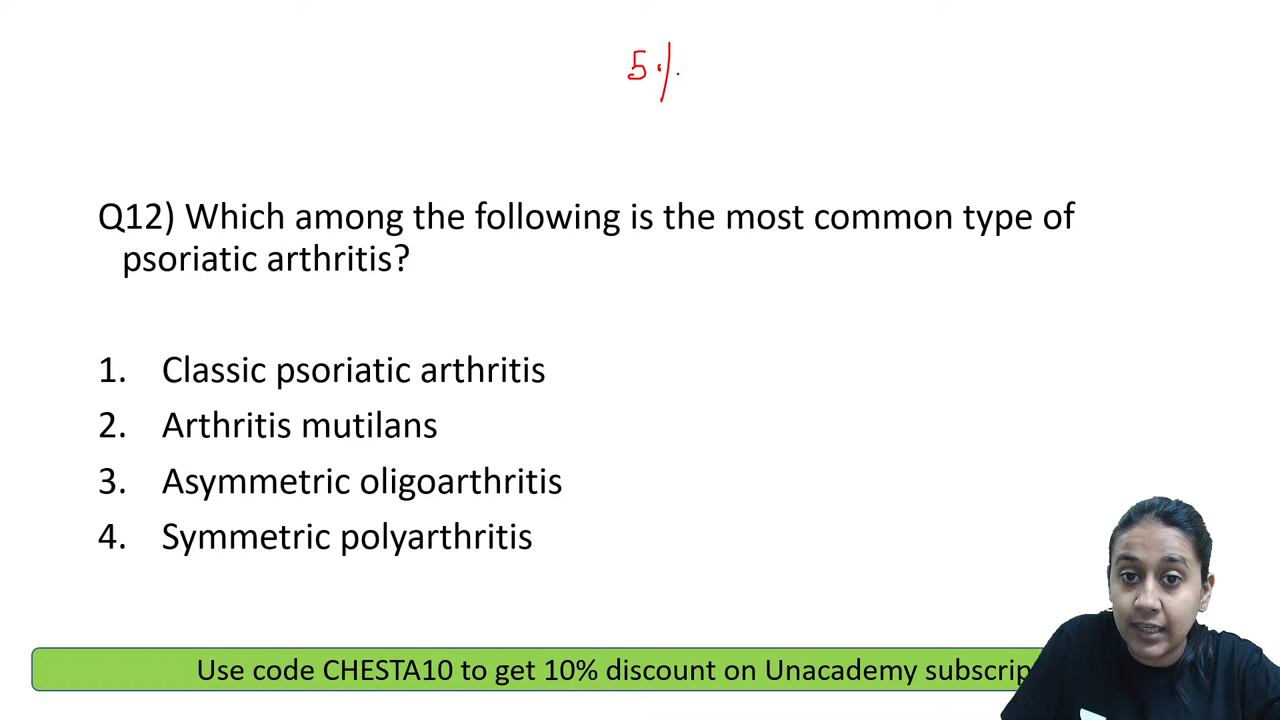 5%
Q12) Which among the following is the most common type of
psoriatic arthritis?
1. Classic psoriatic arthritis
2. Arthritis mutilans
3. Asymmetric oligoarthritis
4. Symmetric polyarthritis
Use code CHESTA10 to get 10% discount on Unacademy